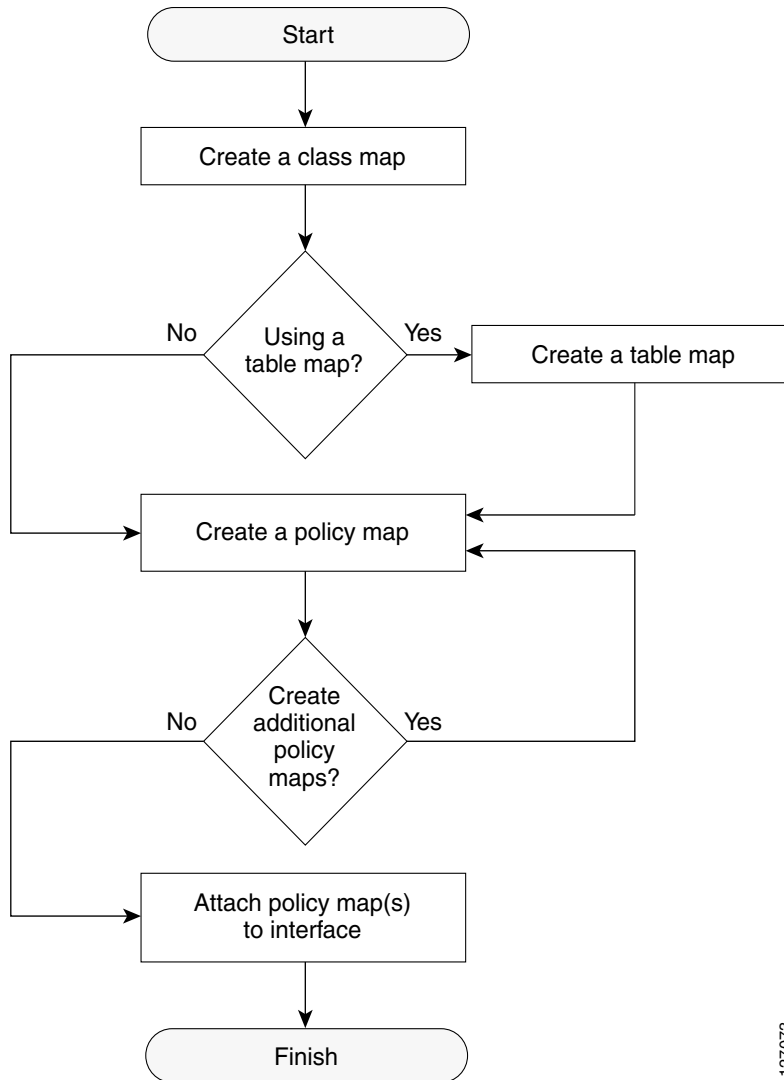 Start
Create a class map
No
Using a
table map?
Yes
Create a table map
Create a policy map
No
Create
additional
policy
maps?
Yes
Attach policy map(s)
to interface
Finish